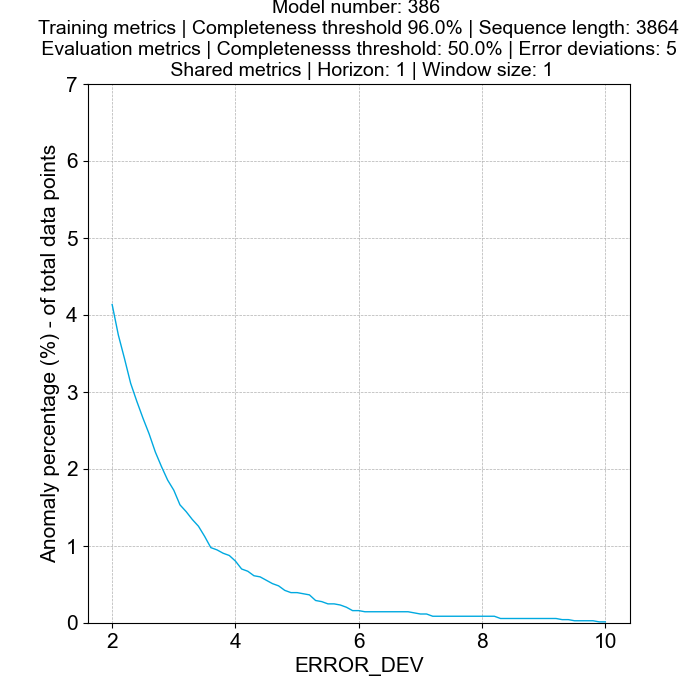 Model number: 386
Training metrics | Completeness threshold 96.0% | Sequence length: 3864
Evaluation metrics | Completenesss threshold: 50.0% | Error deviations: 5
Shared metrics | Horizon: 1 | Window size: 1
7
6
5
4
3
2
1
0
Anomaly percentage (%) - of total data points
2 4 6 8 10
ERROR_DEV